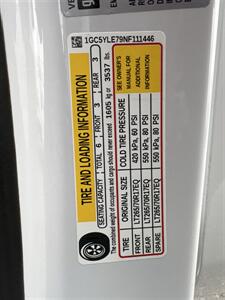 VE
1GC5YLE79NF111446
TIRE AND LOADING INFORMATION
SEATING CAPACITY TOTAL 6 FRONT 3 REAR 3
The combined weight of occupants and cargo should never exceed 1605 kg or 3537 lbs.
TIRE ORIGINAL SIZE COLD TIRE PRESSURE
FRONT LT265/70R17EQ 420 kPa, 60 PSI
REAR LT265/70R17EQ 550 kPa, 80 PSI
SPARE LT265/70R17EQ 550 kPa, 80 PSI
SEE OWNER'S
MANUAL FOR
ADDITIONAL
INFORMATION